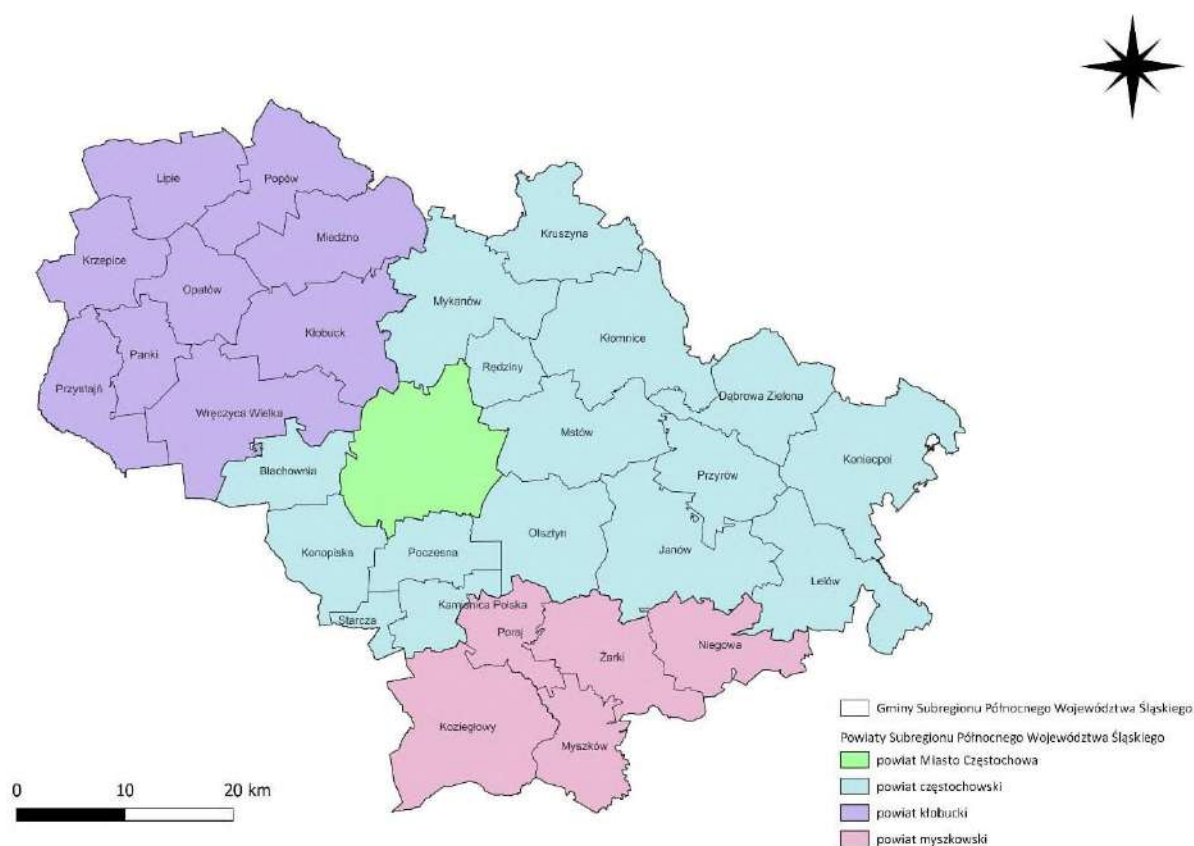 Lipie
Popów
Miedźno
Krzepice
Opatów
Kłobuck
Panki
Przystajń
Wręczyca Wielka
Kruszyna
Mykanów
Kłomnice
Rędziny
Dąbrowa Zielona
Mstów
Koniecpol
Przyrów
Blachownia
Olsztyn
Janów
Konopiska
Poczesna
Lelów
Kamienica Polska
Starcza
Poraj
Żarki
Niegowa
Koziegłowy
Myszków
Gminy Subregionu Północnego Województwa Śląskiego
Powiaty Subregionu Północnego Województwa Śląskiego
powiat Miasto Częstochowa
powiat częstochowski
powiat kłobucki
powiat myszkowski
0 10 20 km